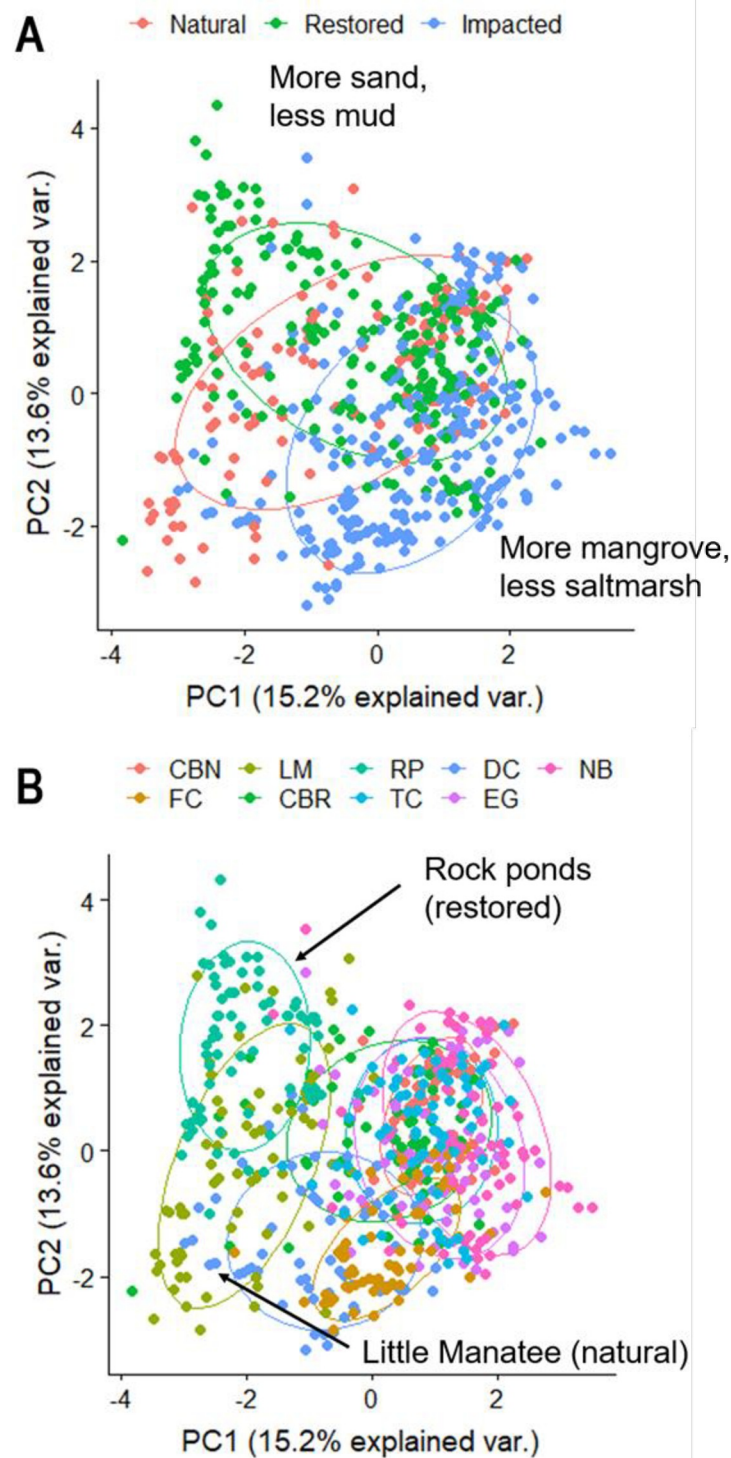 A
Natural Restored Impacted
More sand,
less mud
4
2
0
-2
PC2 (13.6% explained var.)
More mangrove,
less saltmarsh
-4 -2 0 2
PC1 (15.2% explained var.)
B
CBN LM RP DC NB
FC CBR TC EG
Rock ponds
(restored)
4
2
0
-2
PC2 (13.6% explained var.)
Little Manatee (natural)
-4 -2 0 2
PC1 (15.2% explained var.)